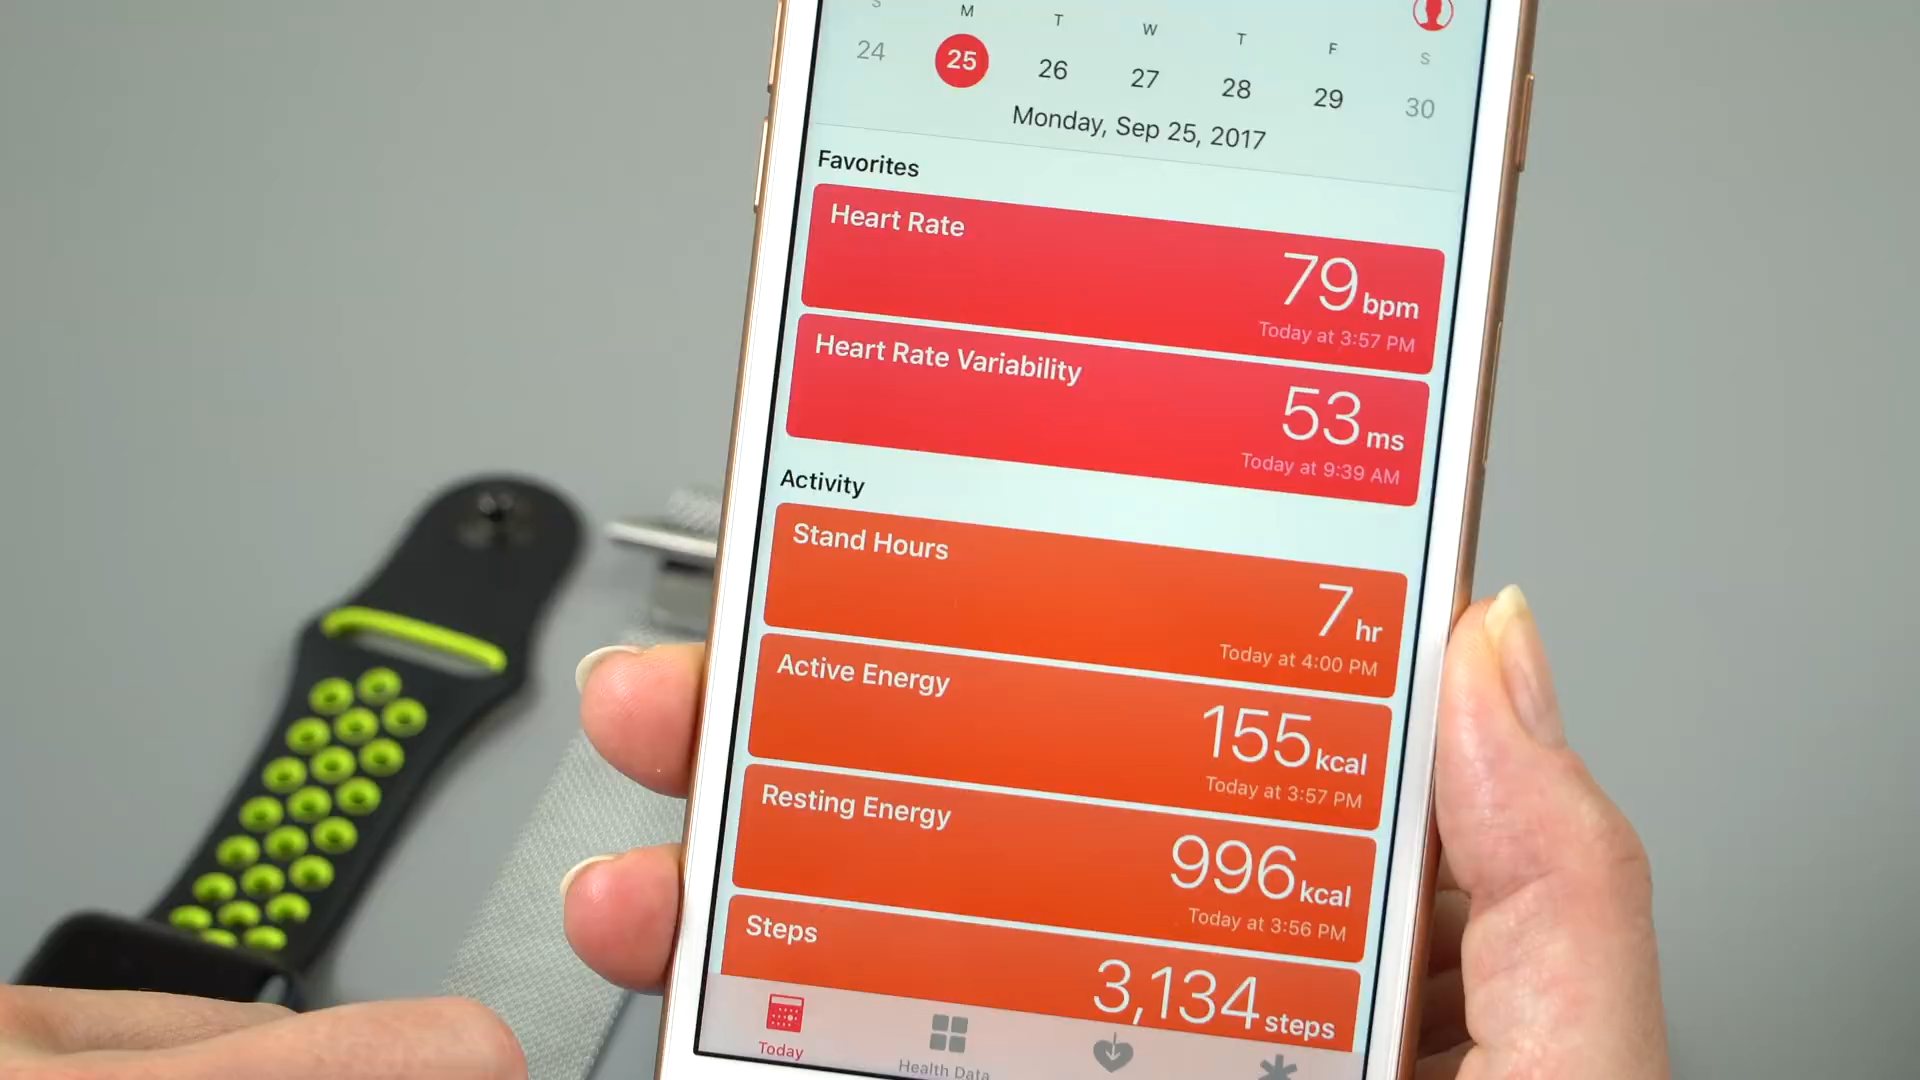 S M T W T F S
24 25 26 27 28 29 30
Monday, Sep 25, 2017
Favorites
Heart Rate
79 bpm
Today at 3:57 PM
Heart Rate Variability
53 ms
Today at 9:39 AM
Activity
Stand Hours
7 hr
Today at 4:00 PM
Active Energy
155 kcal
Today at 3:57 PM
Resting Energy
996 kcal
Today at 3:56 PM
Steps
3,134 steps
Today
Health Data